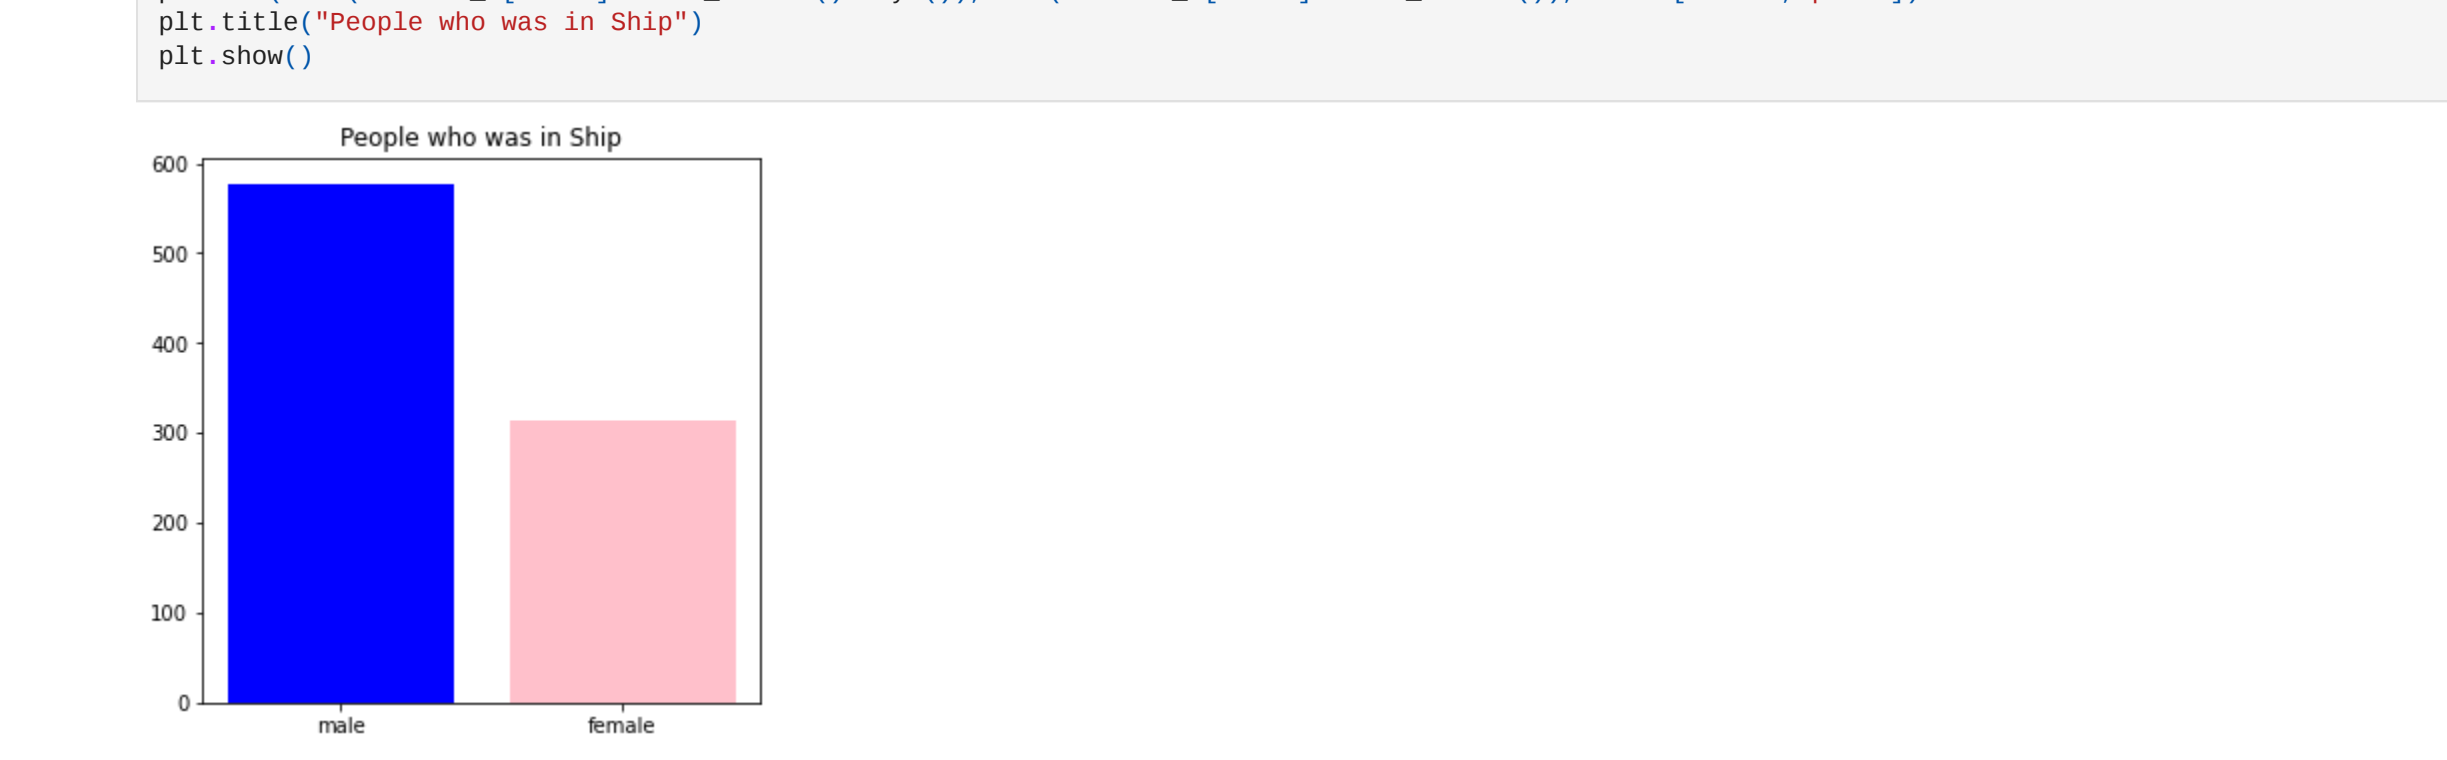 plt.title("People who was in Ship")
plt.show()
People who was in Ship
600
500
400
300
200
100
0
male female